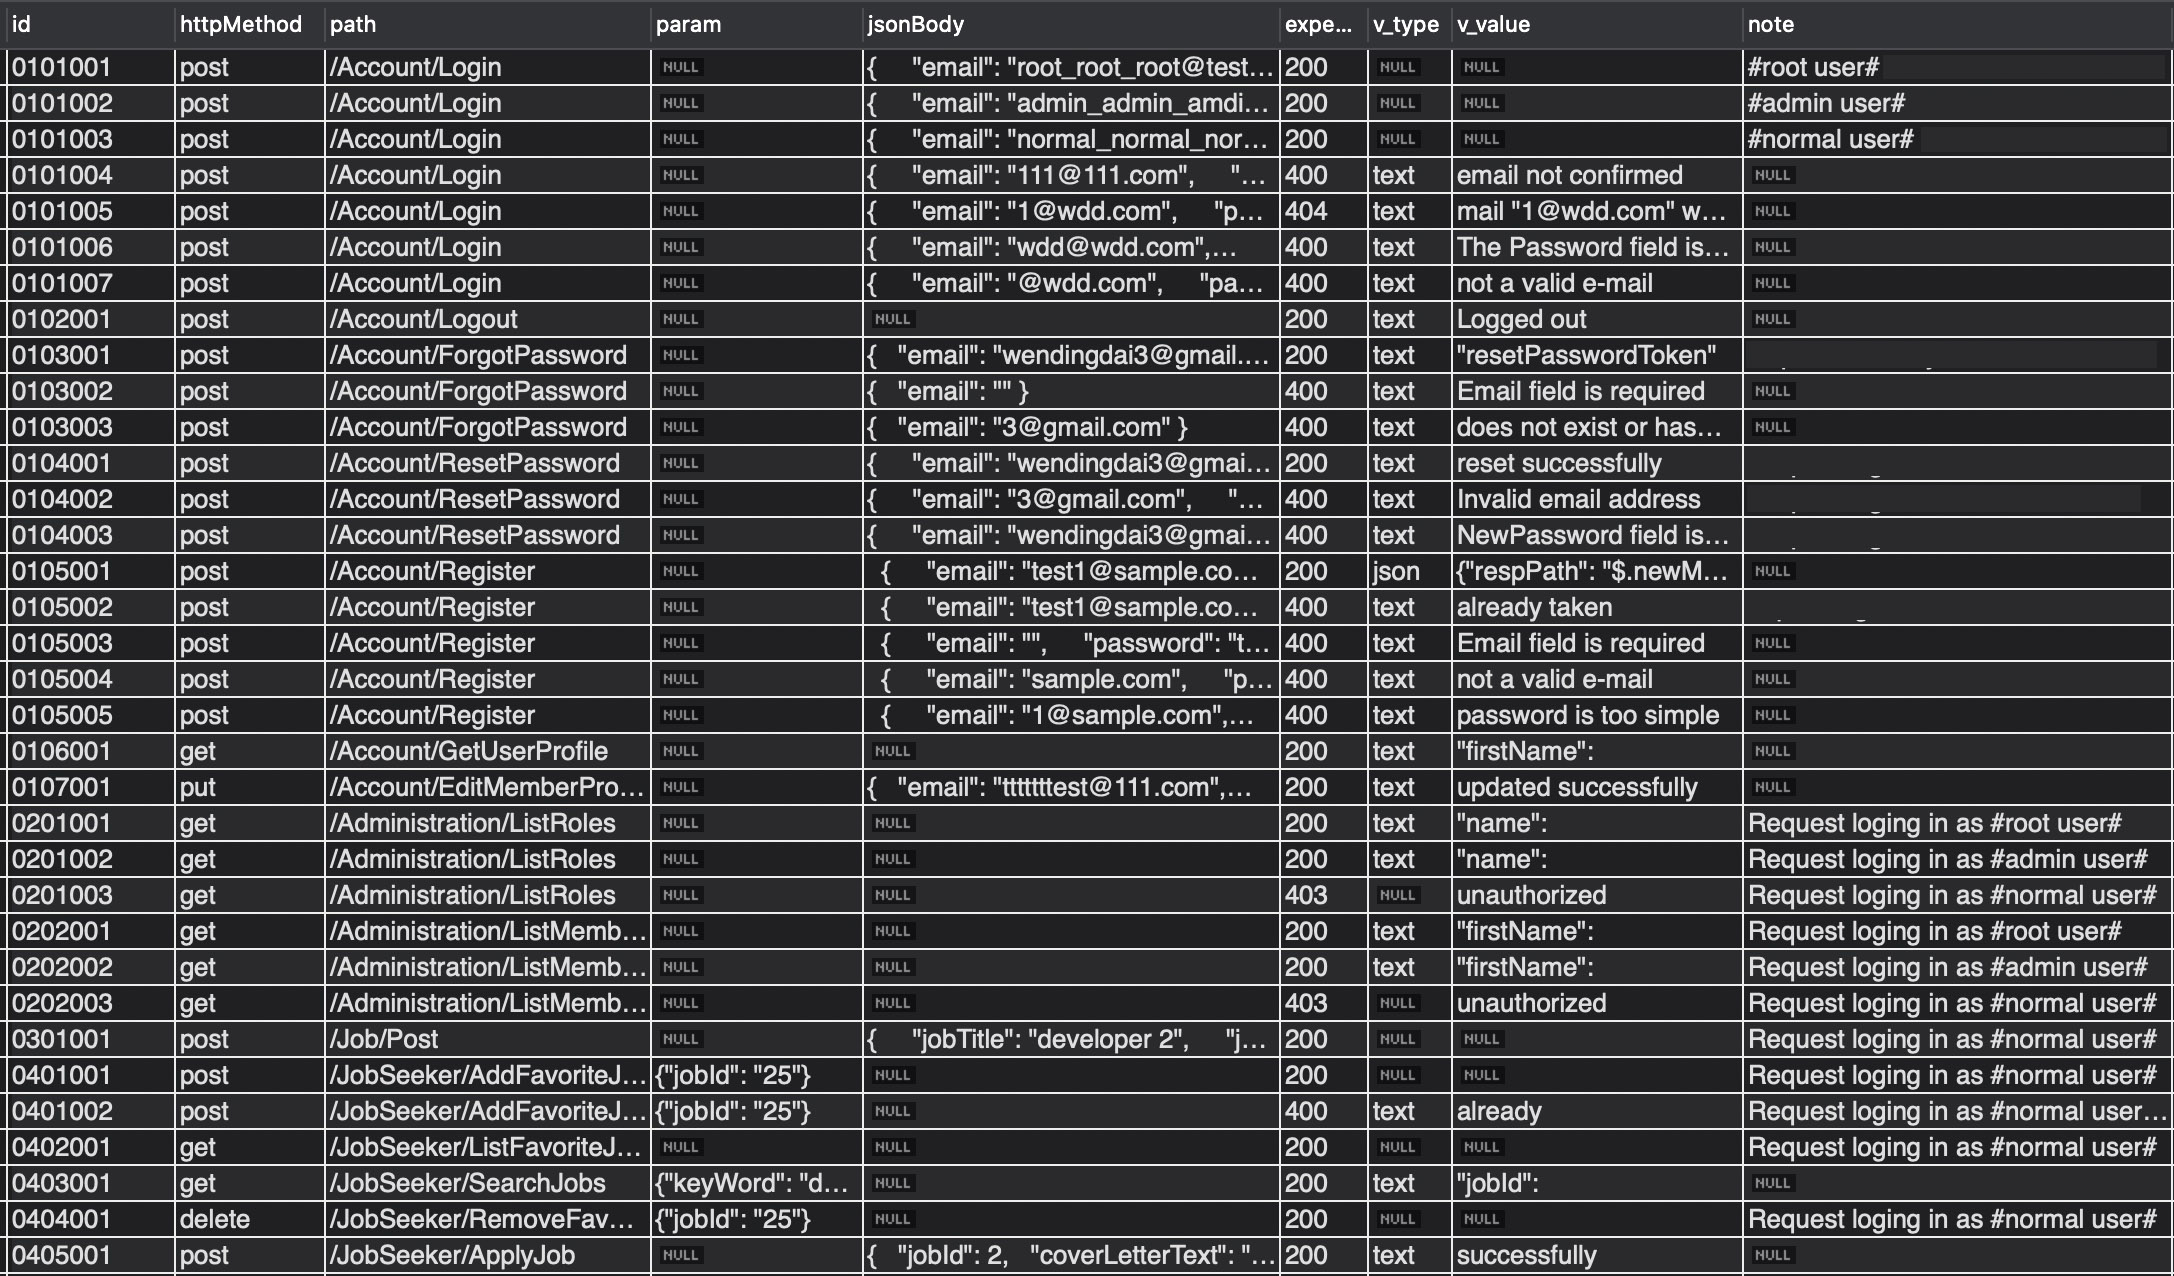 id httpMethod path param jsonBody expe... v_type v_value note
0101001 post /Account/Login NULL { "email": "root_root_root@test... 200 NULL NULL #root user#
0101002 post /Account/Login NULL { "email": "admin_admin_amdi... 200 NULL NULL #admin user#
0101003 post /Account/Login NULL { "email": "normal_normal_nor... 200 NULL NULL #normal user#
0101004 post /Account/Login NULL { "email": "111@111.com", "... 400 text email not confirmed NULL
0101005 post /Account/Login NULL { "email": "1@wdd.com", "p... 404 text mail "1@wdd.com" w... NULL
0101006 post /Account/Login NULL { "email": "wdd@wdd.com",... 400 text The Password field is... NULL
0101007 post /Account/Login NULL { "email": "@wdd.com", "pa... 400 text not a valid e-mail NULL
0102001 post /Account/Logout NULL NULL 200 text Logged out NULL
0103001 post /Account/ForgotPassword NULL { "email": "wendingdai3@gmail.... 200 text "resetPasswordToken"
0103002 post /Account/ForgotPassword NULL { "email": "" } 400 text Email field is required NULL
0103003 post /Account/ForgotPassword NULL { "email": "3@gmail.com" } 400 text does not exist or has... NULL
0104001 post /Account/ResetPassword NULL { "email": "wendingdai3@gmai... 200 text reset successfully
0104002 post /Account/ResetPassword NULL { "email": "3@gmail.com", "... 400 text Invalid email address
0104003 post /Account/ResetPassword NULL { "email": "wendingdai3@gmai... 400 text NewPassword field is...
0105001 post /Account/Register NULL { "email": "test1@sample.co... 200 json {"respPath": "$.newM... NULL
0105002 post /Account/Register NULL { "email": "test1@sample.co... 400 text already taken
0105003 post /Account/Register NULL { "email": "", "password": "t... 400 text Email field is required NULL
0105004 post /Account/Register NULL { "email": "sample.com", "p... 400 text not a valid e-mail NULL
0105005 post /Account/Register NULL { "email": "1@sample.com",... 400 text password is too simple NULL
0106001 get /Account/GetUserProfile NULL NULL 200 text "firstName": NULL
0107001 put /Account/EditMemberPro... NULL { "email": "tttttttest@111.com",... 200 text updated successfully NULL
0201001 get /Administration/ListRoles NULL NULL 200 text "name": Request loging in as #root user#
0201002 get /Administration/ListRoles NULL NULL 200 text "name": Request loging in as #admin user#
0201003 get /Administration/ListRoles NULL NULL 403 NULL unauthorized Request loging in as #normal user#
0202001 get /Administration/ListMemb... NULL NULL 200 text "firstName": Request loging in as #root user#
0202002 get /Administration/ListMemb... NULL NULL 200 text "firstName": Request loging in as #admin user#
0202003 get /Administration/ListMemb... NULL NULL 403 NULL unauthorized Request loging in as #normal user#
0301001 post /Job/Post NULL { "jobTitle": "developer 2", "j... 200 NULL NULL Request loging in as #normal user#
0401001 post /JobSeeker/AddFavoriteJ... {"jobId": "25"} NULL 200 NULL NULL Request loging in as #normal user#
0401002 post /JobSeeker/AddFavoriteJ... {"jobId": "25"} NULL 400 text already Request loging in as #normal user...
0402001 get /JobSeeker/ListFavoriteJ... NULL NULL 200 NULL NULL Request loging in as #normal user#
0403001 get /JobSeeker/SearchJobs {"keyWord": "d... NULL 200 text "jobId": NULL
0404001 delete /JobSeeker/RemoveFav... {"jobId": "25"} NULL 200 NULL NULL Request loging in as #normal user#
0405001 post /JobSeeker/ApplyJob NULL { "jobId": 2, "coverLetterText": "... 200 text successfully NULL